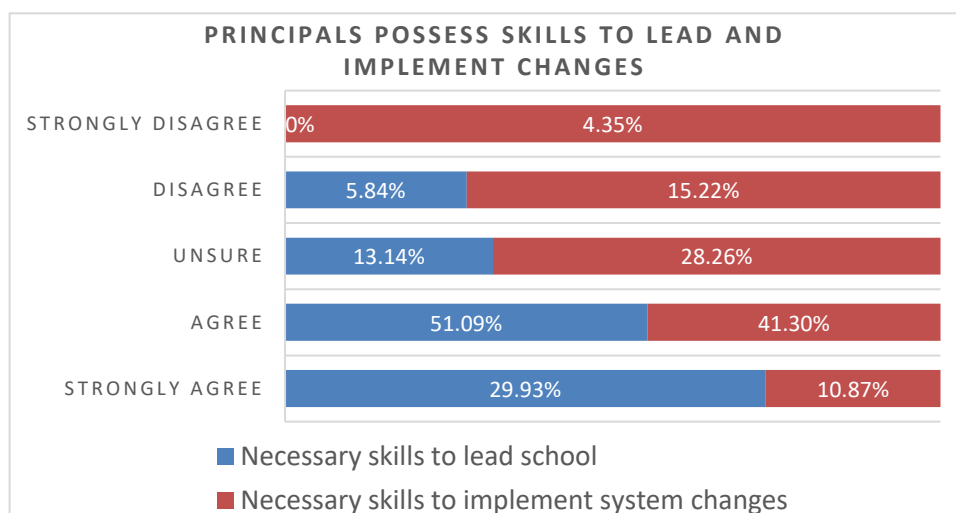 PRINCIPALS POSSESS SKILLS TO LEAD AND
IMPLEMENT CHANGES
STRONGLY DISAGREE 0% 4.35%
DISAGREE 5.84% 15.22%
UNSURE 13.14% 28.26%
AGREE 51.09% 41.30%
STRONGLY AGREE 29.93% 10.87%
Necessary skills to lead school
Necessary skills to implement system changes